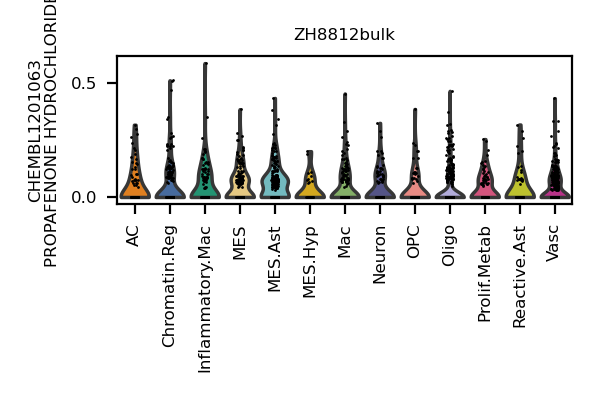 ZH8812bulk
CHEMBL1201063
PROPAFENONE HYDROCHLORIDE
0.5
0.0
AC
Chromatin.Reg
Inflammatory.Mac
MES
MES.Ast
MES.Hyp
Mac
Neuron
OPC
Oligo
Prolif.Metab
Reactive.Ast
Vasc